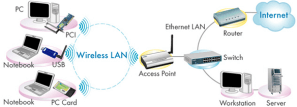 PC
PCI
Ethernet LAN
Router
Internet
Notebook
USB
Wireless LAN
Access Point
Switch
Notebook
PC Card
Workstation
Server